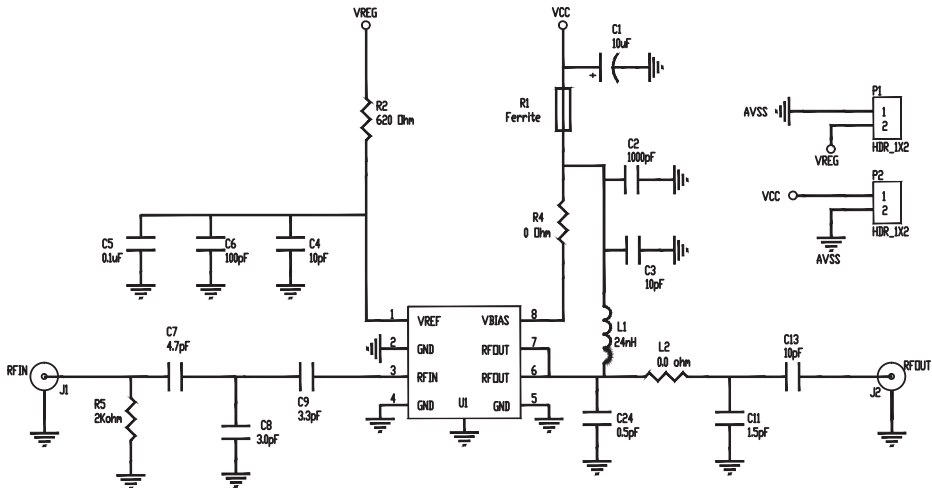 VREG
VCC
C1
10uF
+
R1
Ferrite
R2
620 Ohm
C2
1000pF
P1
AVSS
1
2
VREG
HDR_1X2
P2
VCC
1
2
HDR_1X2
AVSS
R4
0 Ohm
C5
0.1uF
C6
100pF
C4
10pF
C3
10pF
1
VREF
VBIAS
8
L1
24nH
C7
4.7pF
2
GND
RFOUT
7
L2
0.0 ohm
C13
10pF
RFIN
J1
3
RFIN
RFOUT
6
J2
RFOUT
C9
3.3pF
R5
2Kohm
4
GND
U1
GND
5
C8
3.0pF
C24
0.5pF
C11
1.5pF